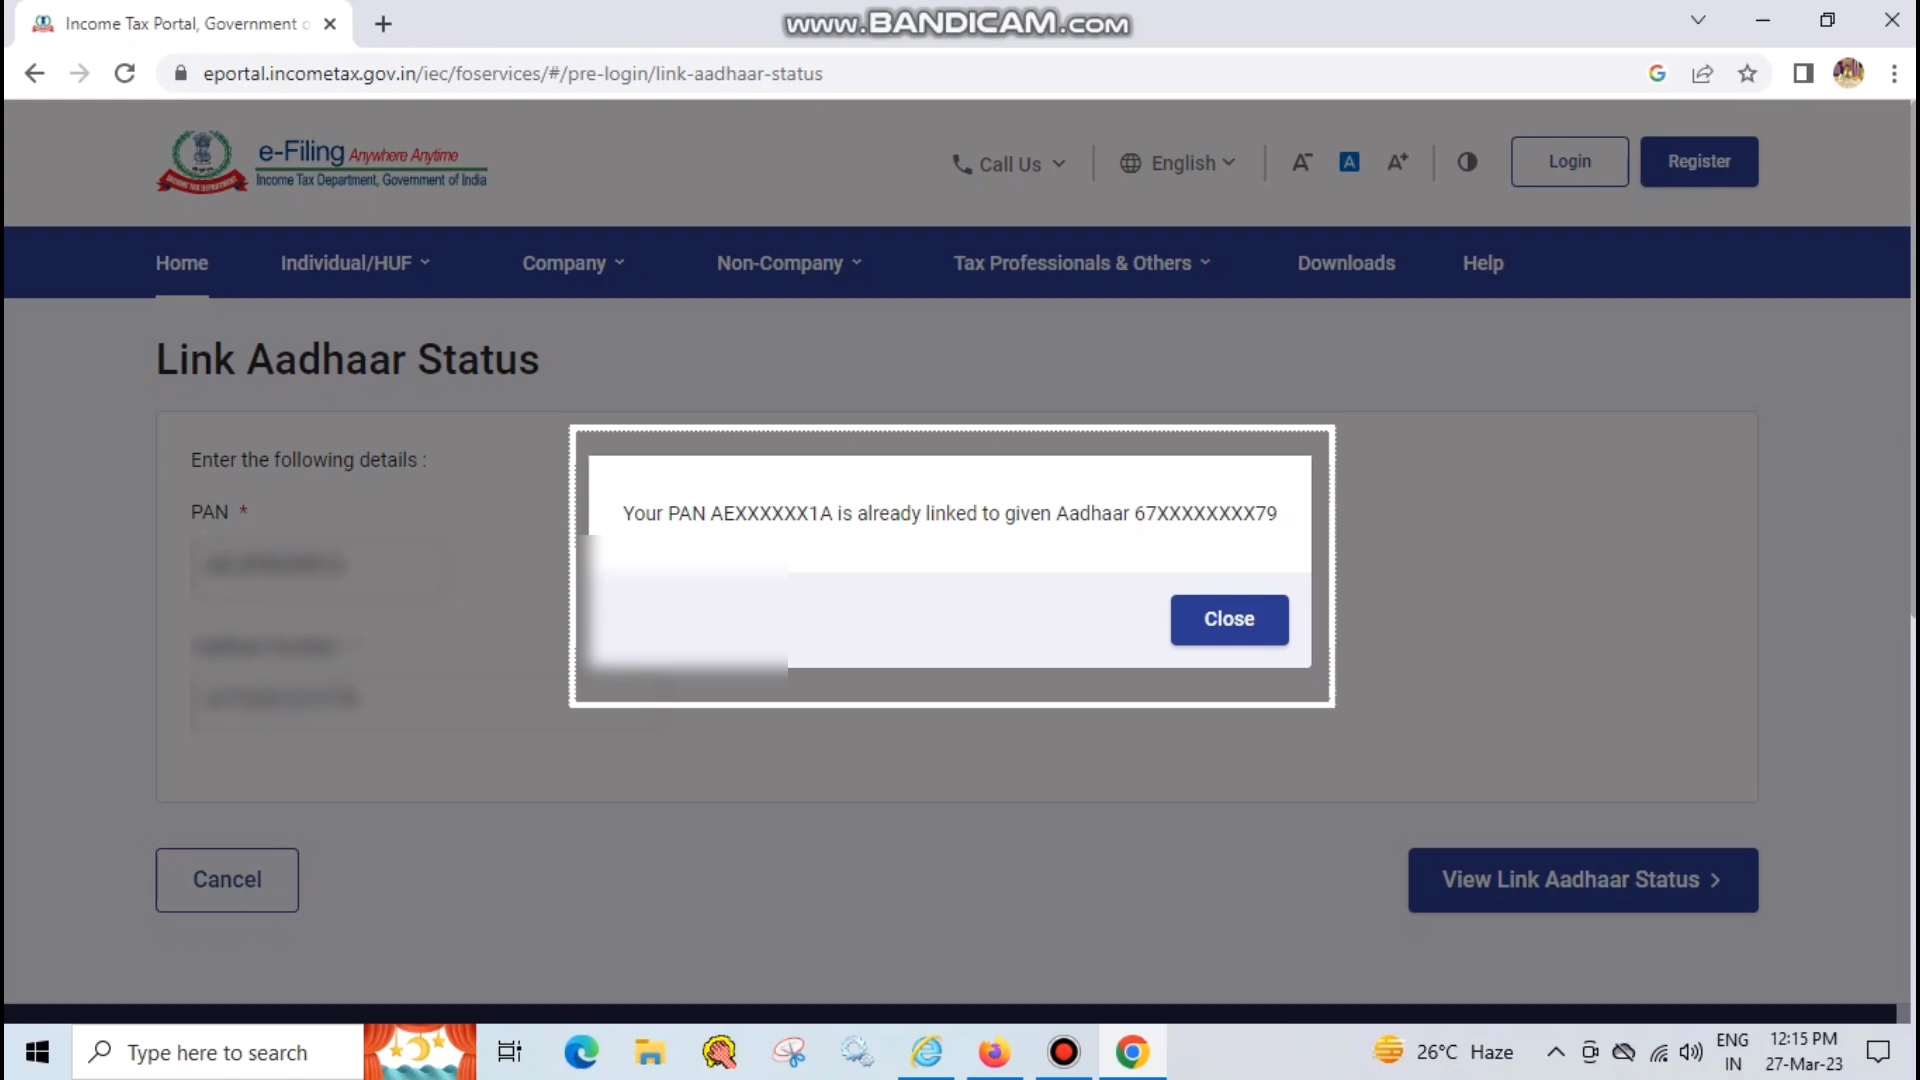 Income Tax Portal, Government o
www.BANDICAM.com
eportal.incometax.gov.in/iec/foservices/#/pre-login/link-aadhaar-status
e-Filing Anywhere Anytime
Income Tax Department, Government of India
INCOME TAX DEPARTMENT
Call Us
English
A-
A
A+
Login
Register
Home
Individual/HUF
Company
Non-Company
Tax Professionals & Others
Downloads
Help
Link Aadhaar Status
Enter the following details :
PAN *
Your PAN AEXXXXXX1A is already linked to given Aadhaar 67XXXXXXXX79
Close
Cancel
View Link Aadhaar Status >
Type here to search
26°C Haze
ENG
IN
12:15 PM
27-Mar-23